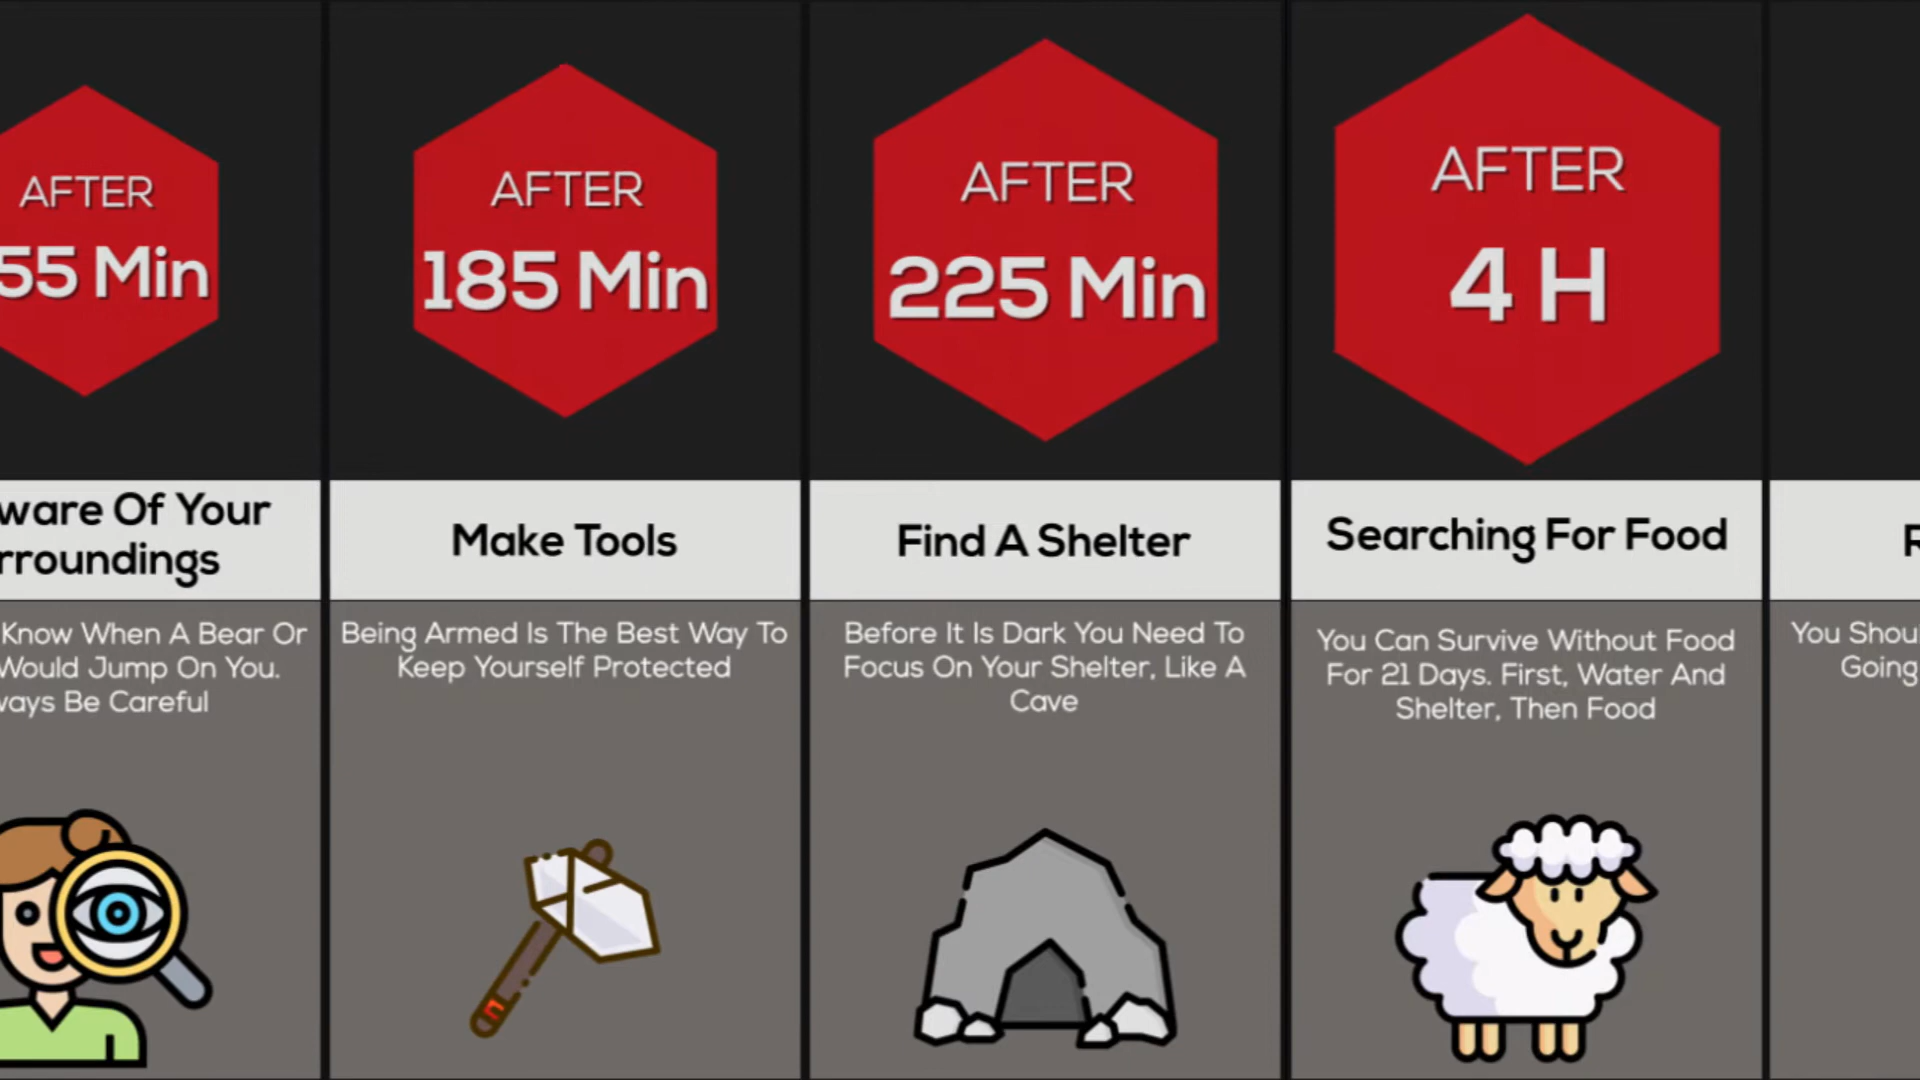 AFTER
55 Min
ware Of Your
rroundings
Know When A Bear Or
Would Jump On You.
ways Be Careful
AFTER
185 Min
Make Tools
Being Armed Is The Best Way To
Keep Yourself Protected
AFTER
225 Min
Find A Shelter
Before It Is Dark You Need To
Focus On Your Shelter, Like A
Cave
AFTER
4 H
Searching For Food
You Can Survive Without Food
For 21 Days. First, Water And
Shelter, Then Food
R
You Shou
Going